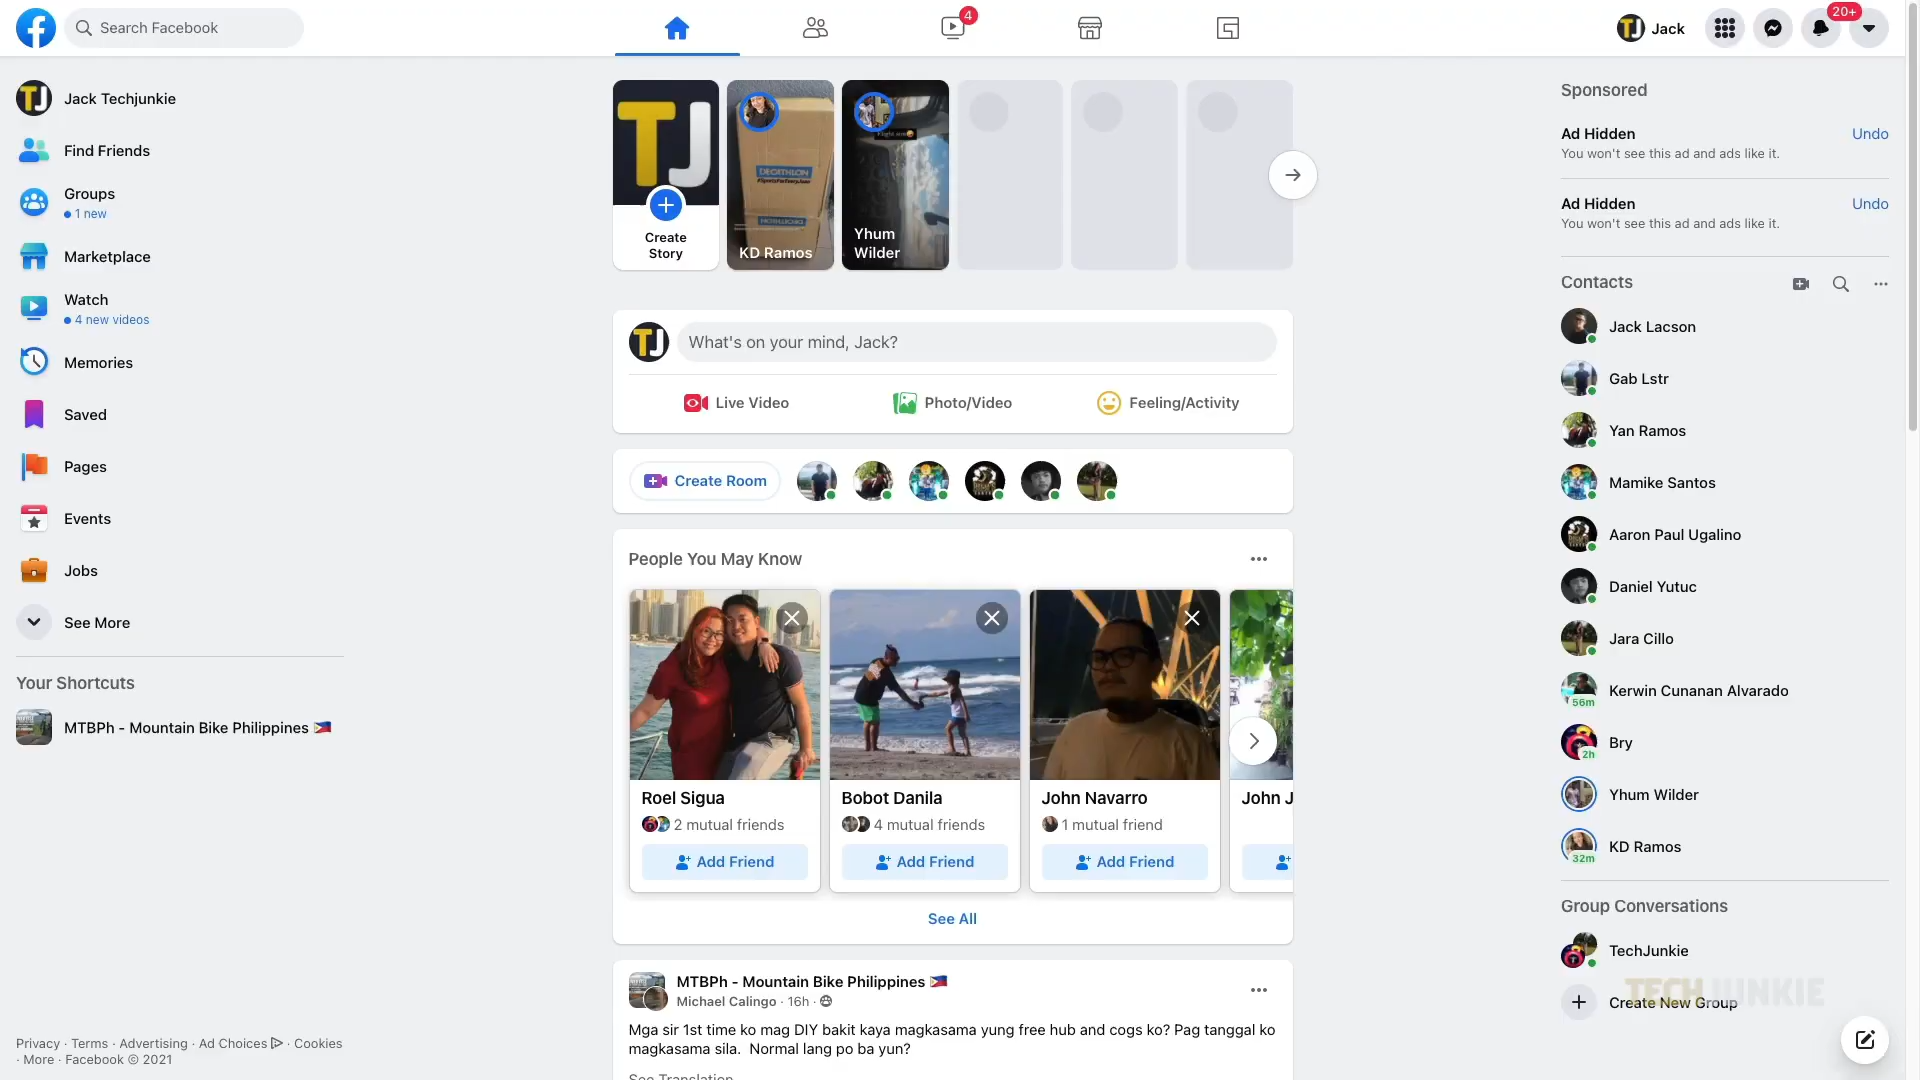 Search Facebook
4
Jack
20+
Jack Techjunkie
Find Friends
Groups
1 new
Marketplace
Watch
4 new videos
Memories
Saved
Pages
Events
Jobs
See More
Your Shortcuts
MTBPh - Mountain Bike Philippines 🇵🇭
Privacy · Terms · Advertising · Ad Choices · Cookies
· More · Facebook © 2021
TJ
Create
Story
DECATHLON
KD Ramos
Yhum
Wilder
What's on your mind, Jack?
Live Video
Photo/Video
Feeling/Activity
Create Room
People You May Know
Roel Sigua
2 mutual friends
Add Friend
Bobot Danila
4 mutual friends
Add Friend
John Navarro
1 mutual friend
Add Friend
John J
See All
MTBPh - Mountain Bike Philippines 🇵🇭
Michael Calingo · 16h ·
Mga sir 1st time ko mag DIY bakit kaya magkasama yung free hub and cogs ko? Pag tanggal ko
magkasama sila.  Normal lang po ba yun?
See Translation
Sponsored
Ad Hidden
Undo
You won't see this ad and ads like it.
Ad Hidden
Undo
You won't see this ad and ads like it.
Contacts
Jack Lacson
Gab Lstr
Yan Ramos
Mamike Santos
Aaron Paul Ugalino
Daniel Yutuc
Jara Cillo
Kerwin Cunanan Alvarado
56m
Bry
2h
Yhum Wilder
KD Ramos
32m
Group Conversations
TechJunkie
TECHJUNKIE
Create New Group